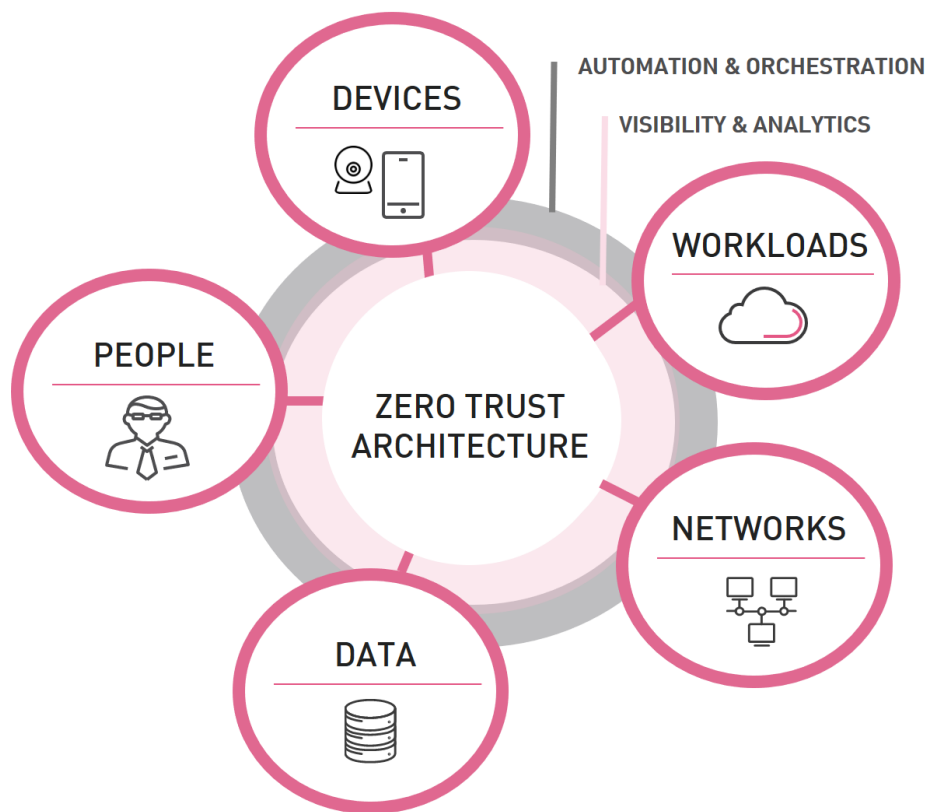 DEVICES
AUTOMATION & ORCHESTRATION
VISIBILITY & ANALYTICS
WORKLOADS
PEOPLE
ZERO TRUST
ARCHITECTURE
NETWORKS
DATA